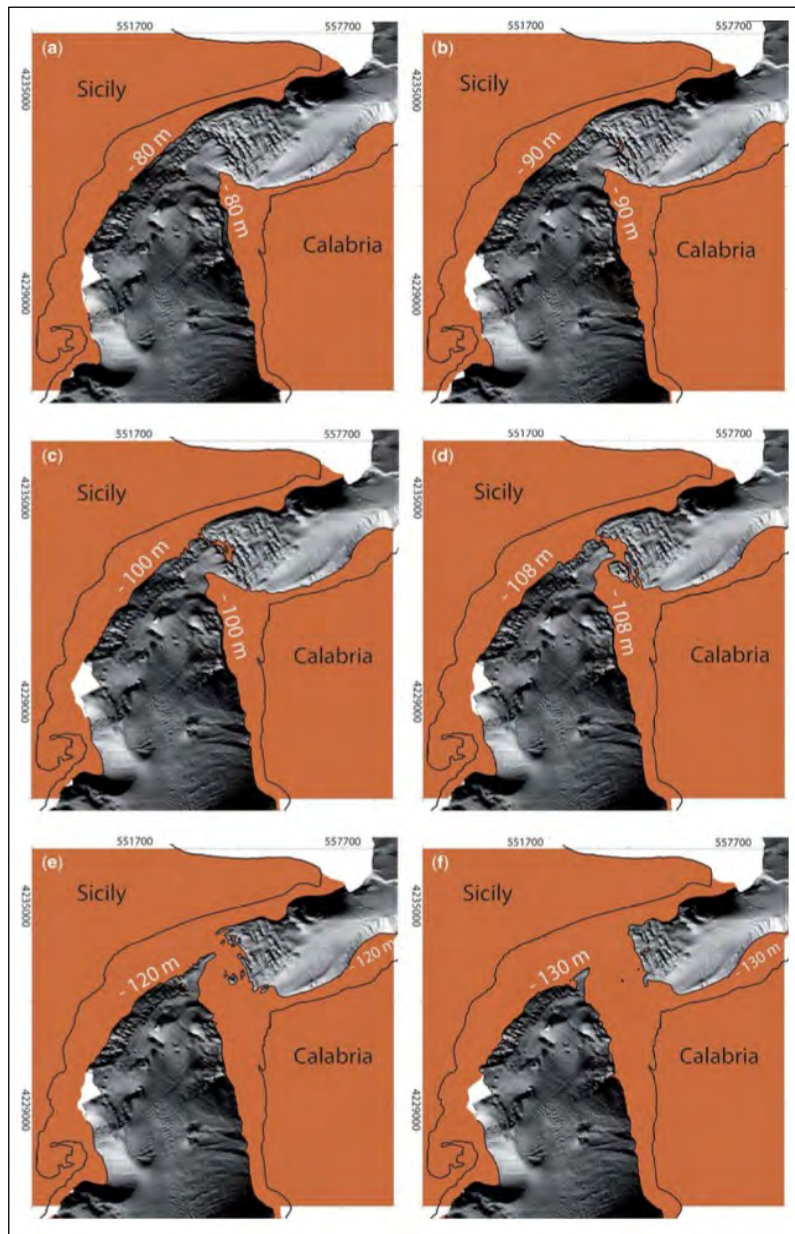 551700 557700
(a)
4235000
Sicily
- 80 m
- 80 m
Calabria
4229000
551700 557700
(b)
4235000
Sicily
- 90 m
- 90 m
Calabria
4229000
551700 557700
(c)
4235000
Sicily
- 100 m
- 100 m
Calabria
4229000
551700 557700
(d)
4235000
Sicily
- 108 m
- 108 m
Calabria
4229000
551700 557700
(e)
4235000
Sicily
- 120 m
- 120 m
Calabria
4229000
551700 557700
(f)
4235000
Sicily
- 130 m
- 130 m
Calabria
4229000